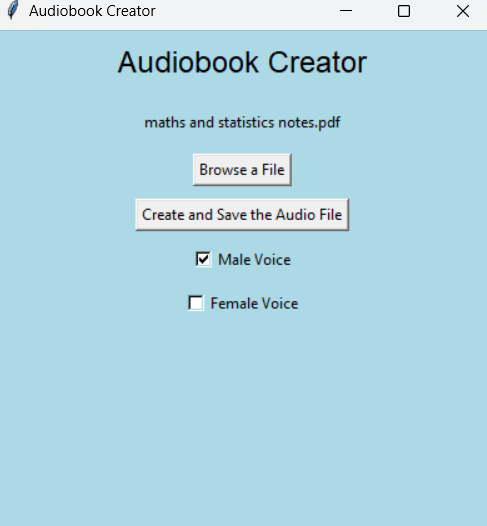 Audiobook Creator
Audiobook Creator
maths and statistics notes.pdf
Browse a File
Create and Save the Audio File
Male Voice
Female Voice